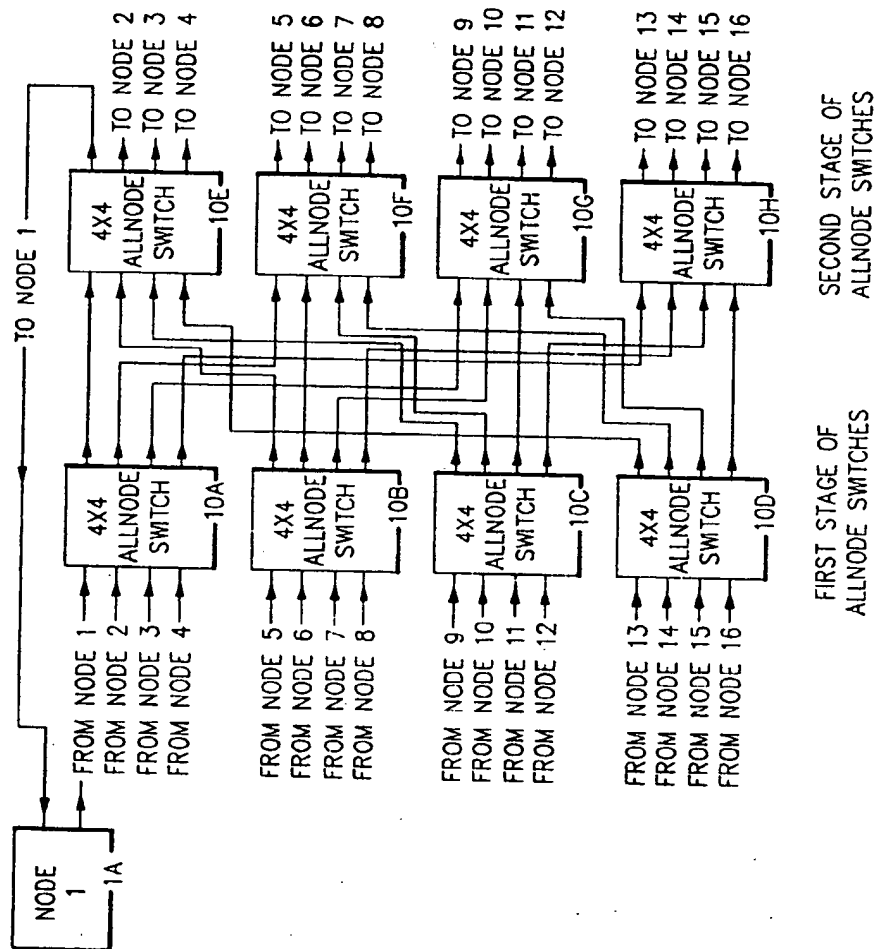 NODE
1
1A
TO NODE 1
FROM NODE 1
FROM NODE 2
FROM NODE 3
FROM NODE 4
4X4
ALLNODE
SWITCH
10A
4X4
ALLNODE
SWITCH
10E
TO NODE 2
TO NODE 3
TO NODE 4
FROM NODE 5
FROM NODE 6
FROM NODE 7
FROM NODE 8
4X4
ALLNODE
SWITCH
10B
4X4
ALLNODE
SWITCH
10F
TO NODE 5
TO NODE 6
TO NODE 7
TO NODE 8
FROM NODE 9
FROM NODE 10
FROM NODE 11
FROM NODE 12
4X4
ALLNODE
SWITCH
10C
4X4
ALLNODE
SWITCH
10G
TO NODE 9
TO NODE 10
TO NODE 11
TO NODE 12
FROM NODE 13
FROM NODE 14
FROM NODE 15
FROM NODE 16
4X4
ALLNODE
SWITCH
10D
4X4
ALLNODE
SWITCH
10H
TO NODE 13
TO NODE 14
TO NODE 15
TO NODE 16
FIRST STAGE OF
ALLNODE SWITCHES
SECOND STAGE OF
ALLNODE SWITCHES